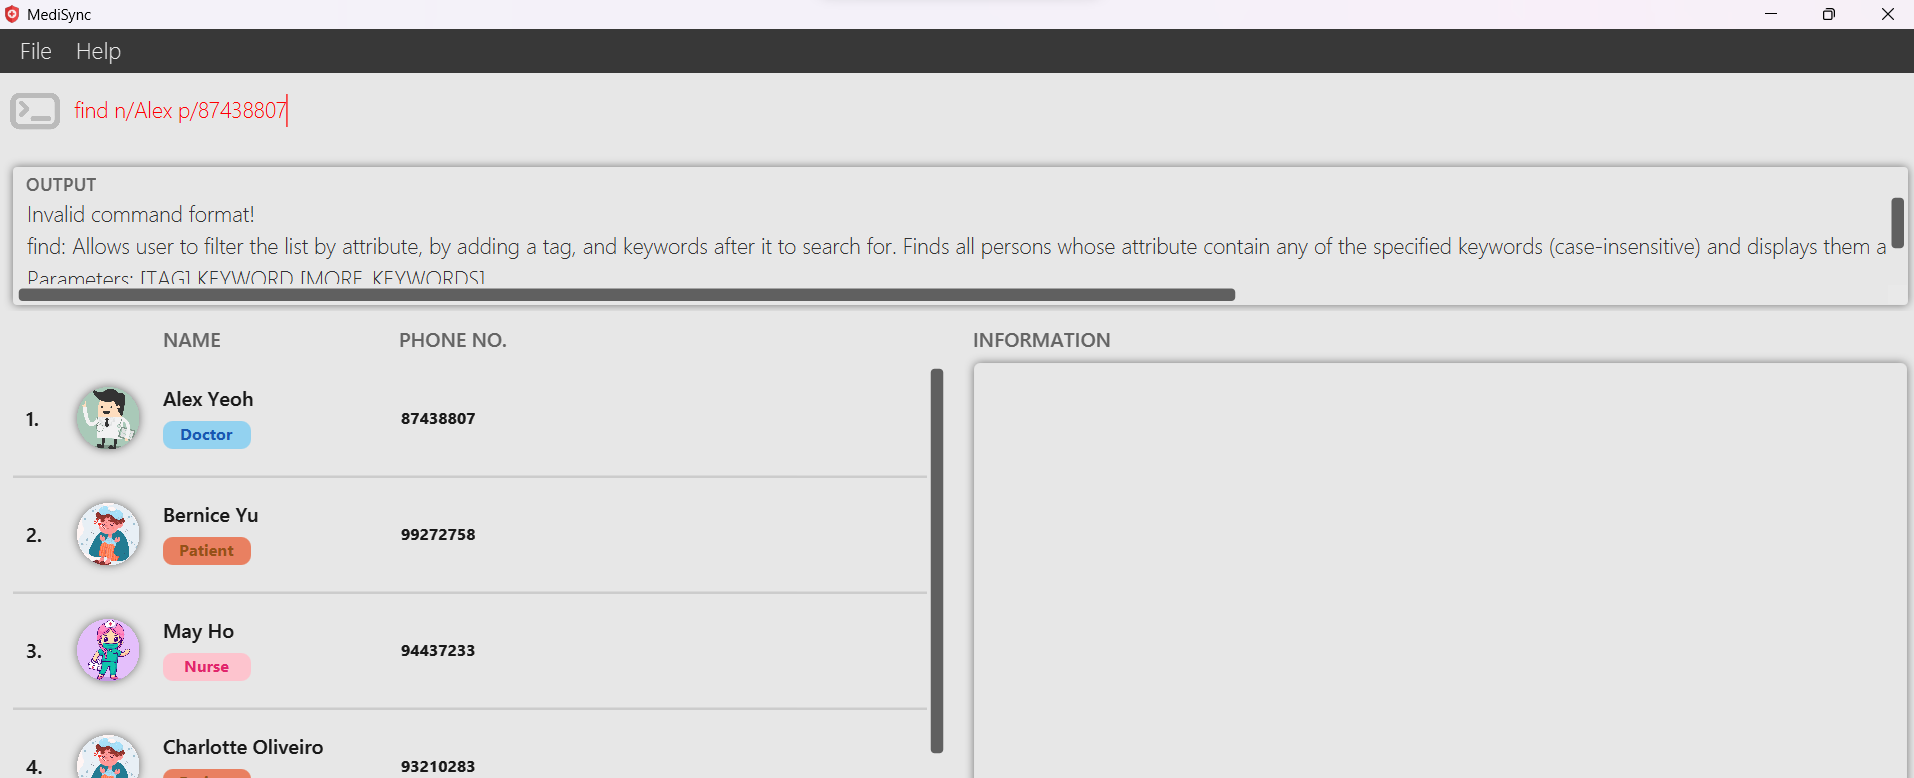 MediSync
File Help
find n/Alex p/87438807
OUTPUT
Invalid command format!
find: Allows user to filter the list by attribute, by adding a tag, and keywords after it to search for. Finds all persons whose attribute contain any of the specified keywords (case-insensitive) and displays them a
Parameters: [TAG] KEYWORD [MORE_KEYWORDS]
NAME PHONE NO. INFORMATION
1. Alex Yeoh 87438807
Doctor
2. Bernice Yu 99272758
Patient
3. May Ho 94437233
Nurse
4. Charlotte Oliveiro 93210283